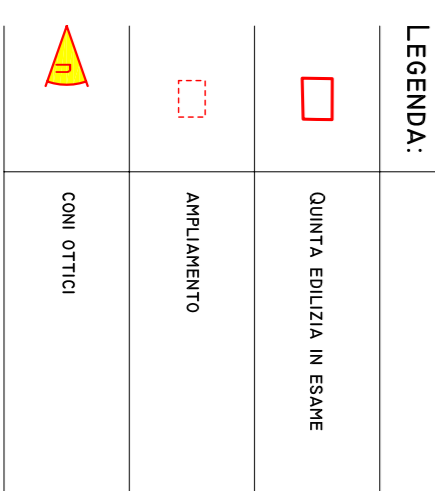 LEGENDA:
QUINTA EDILIZIA IN ESAME
AMPLIAMENTO
n
CONI OTTICI